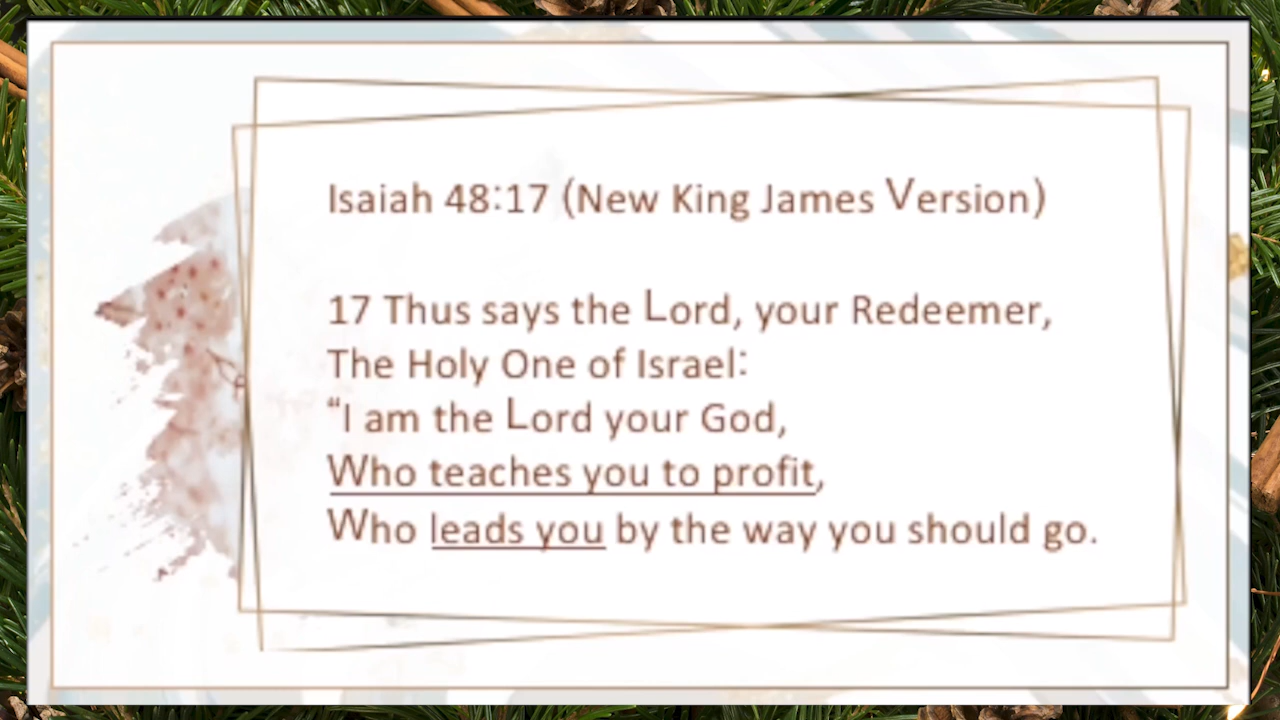 Isaiah 48:17 (New King James Version)
17 Thus says the Lord, your Redeemer,
The Holy One of Israel:
“I am the Lord your God,
Who teaches you to profit,
Who leads you by the way you should go.